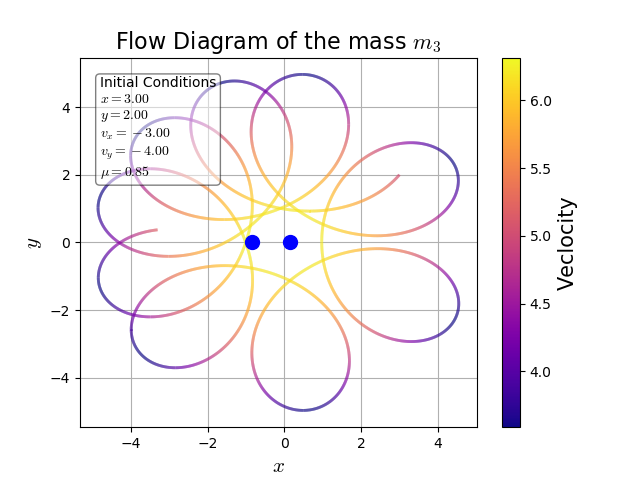 Flow Diagram of the mass m₃
Initial Conditions
x = 3.00
y = 2.00
vₓ = −3.00
v_y = −4.00
μ = 0.85
y
4
2
0
−2
−4
−4 −2 0 2 4
x
6.0
5.5
5.0
4.5
4.0
Veclocity